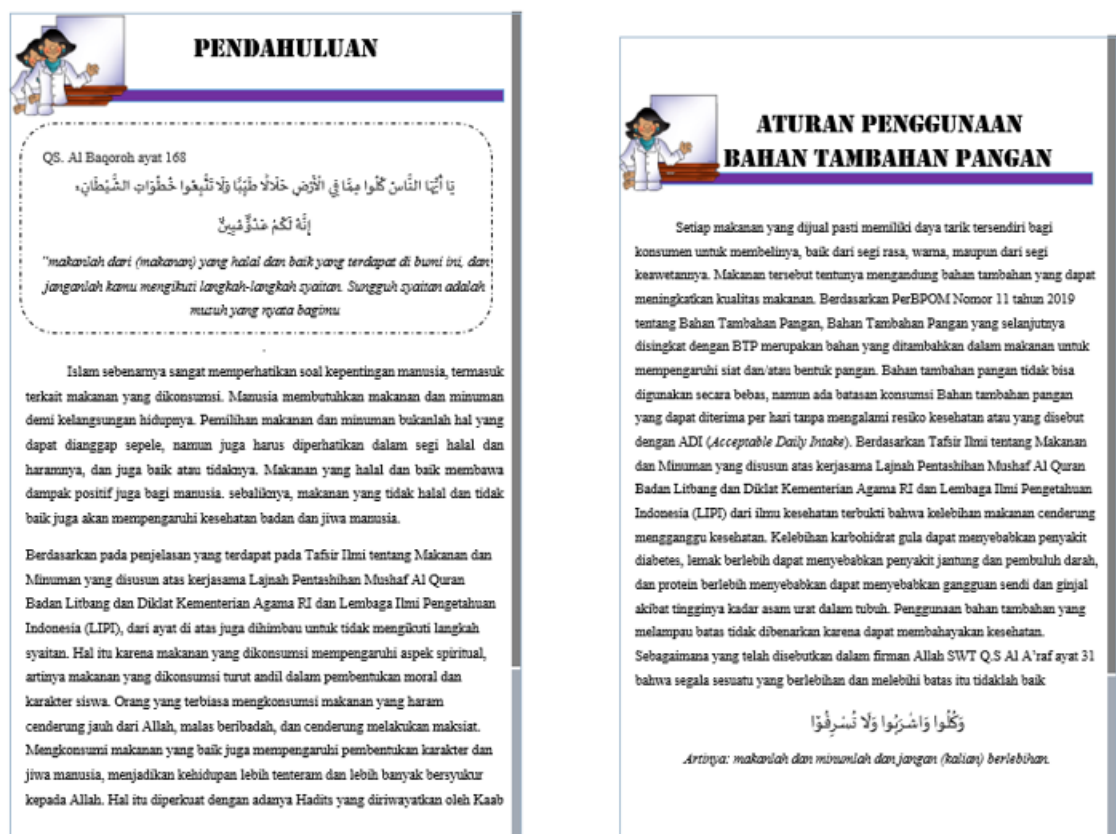 PENDAHULUAN
QS. Al Baqoroh ayat 168
يَا أَيُّهَا النَّاسُ كُلُوا مِمَّا فِي الْأَرْضِ حَلَالًا طَيِّبًا وَلَا تَتَّبِعُوا خُطُوَاتِ الشَّيْطَانِۚ
إِنَّهُ لَكُمْ عَدُوٌّ مُبِينٌ
"makanlah dari (makanan) yang halal dan baik yang terdapat di bumi ini, dan
janganlah kamu mengikuti langkah-langkah syaitan. Sungguh syaitan adalah
musuh yang nyata bagimu
.
Islam sebenarnya sangat memperhatikan soal kepentingan manusia, termasuk
terkait makanan yang dikonsumsi. Manusia membutuhkan makanan dan minuman
demi kelangsungan hidupnya. Pemilihan makanan dan minuman bukanlah hal yang
dapat dianggap sepele, namun juga harus diperhatikan dalam segi halal dan
haramnya, dan juga baik atau tidaknya. Makanan yang halal dan baik membawa
dampak positif juga bagi manusia. sebaliknya, makanan yang tidak halal dan tidak
baik juga akan mempengaruhi kesehatan badan dan jiwa manusia.
Berdasarkan pada penjelasan yang terdapat pada Tafsir Ilmi tentang Makanan dan
Minuman yang disusun atas kerjasama Lajnah Pentashihan Mushaf Al Quran
Badan Litbang dan Diklat Kementerian Agama RI dan Lembaga Ilmu Pengetahuan
Indonesia (LIPI), dari ayat di atas juga dihimbau untuk tidak mengikuti langkah
syaitan. Hal itu karena makanan yang dikonsumsi mempengaruhi aspek spiritual,
artinya makanan yang dikonsumsi turut andil dalam pembentukan moral dan
karakter siswa. Orang yang terbiasa mengkonsumsi makanan yang haram
cenderung jauh dari Allah, malas beribadah, dan cenderung melakukan maksiat.
Mengkonsumi makanan yang baik juga mempengaruhi pembentukan karakter dan
jiwa manusia, menjadikan kehidupan lebih tenteram dan lebih banyak bersyukur
kepada Allah. Hal itu diperkuat dengan adanya Hadits yang diriwayatkan oleh Kaab
ATURAN PENGGUNAAN
BAHAN TAMBAHAN PANGAN
Setiap makanan yang dijual pasti memiliki daya tarik tersendiri bagi
konsumen untuk membelinya, baik dari segi rasa, warna, maupun dari segi
keawetannya. Makanan tersebut tentunya mengandung bahan tambahan yang dapat
meningkatkan kualitas makanan. Berdasarkan PerBPOM Nomor 11 tahun 2019
tentang Bahan Tambahan Pangan, Bahan Tambahan Pangan yang selanjutnya
disingkat dengan BTP merupakan bahan yang ditambahkan dalam makanan untuk
mempengaruhi siat dan/atau bentuk pangan. Bahan tambahan pangan tidak bisa
digunakan secara bebas, namun ada batasan konsumsi Bahan tambahan pangan
yang dapat diterima per hari tanpa mengalami resiko kesehatan atau yang disebut
dengan ADI (Acceptable Daily Intake). Berdasarkan Tafsir Ilmi tentang Makanan
dan Minuman yang disusun atas kerjasama Lajnah Pentashihan Mushaf Al Quran
Badan Litbang dan Diklat Kementerian Agama RI dan Lembaga Ilmu Pengetahuan
Indonesia (LIPI) dari ilmu kesehatan terbukti bahwa kelebihan makanan cenderung
mengganggu kesehatan. Kelebihan karbohidrat gula dapat menyebabkan penyakit
diabetes, lemak berlebih dapat menyebabkan penyakit jantung dan pembuluh darah,
dan protein berlebih menyebabkan dapat menyebabkan gangguan sendi dan ginjal
akibat tingginya kadar asam urat dalam tubuh. Penggunaan bahan tambahan yang
melampau batas tidak dibenarkan karena dapat membahayakan kesehatan.
Sebagaimana yang telah disebutkan dalam firman Allah SWT Q.S Al A'raf ayat 31
bahwa segala sesuatu yang berlebihan dan melebihi batas itu tidaklah baik
وَكُلُوا وَاشْرَبُوا وَلَا تُسْرِفُوْا
Artinya: makanlah dan minumlah dan jangan (kalian) berlebihan.